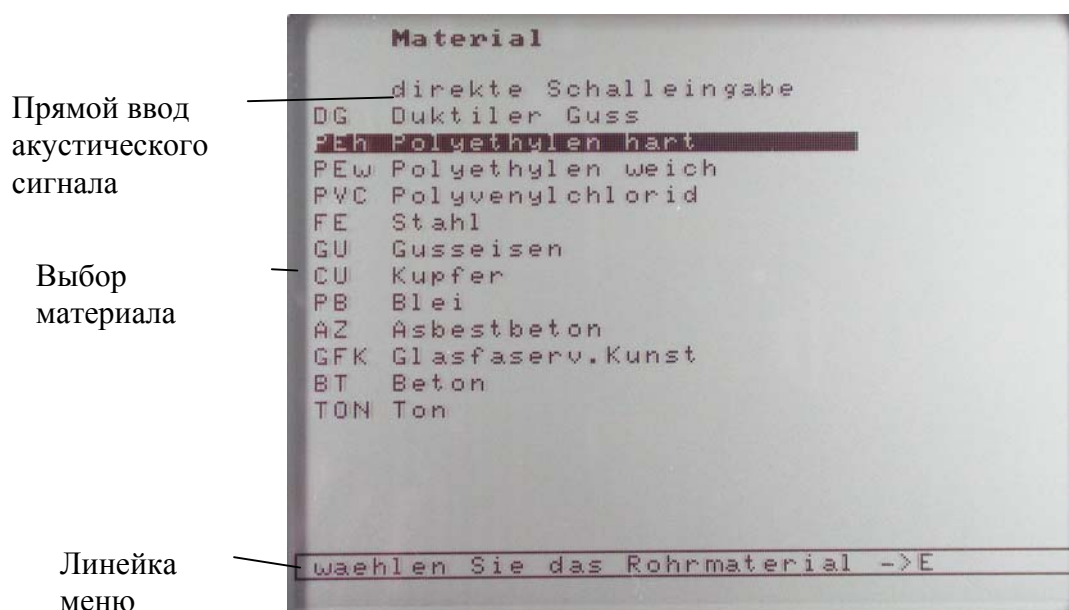 Прямой ввод
акустического
сигнала
Выбор
материала
Линейка
меню
Material
direkte Schalleingabe
DG Duktiler Guss
PEh Polyethylen hart
PEw Polyethylen weich
PVC Polyvenylchlorid
FE Stahl
GU Gusseisen
CU Kupfer
PB Blei
AZ Asbestbeton
GFK Glasfaserv.Kunst
BT Beton
TON Ton
waehlen Sie das Rohrmaterial ->E